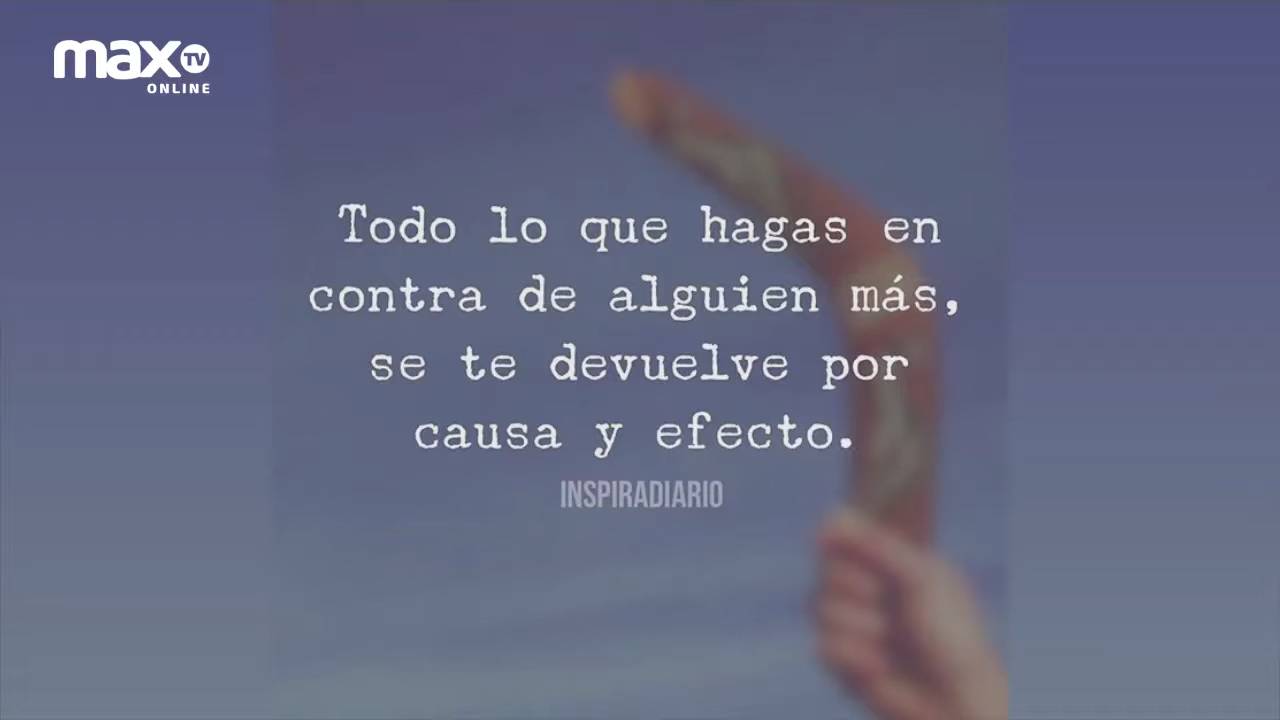 max TV
ONLINE
Todo lo que hagas en
contra de alguien más,
se te devuelve por
causa y efecto.
INSPIRADIARIO